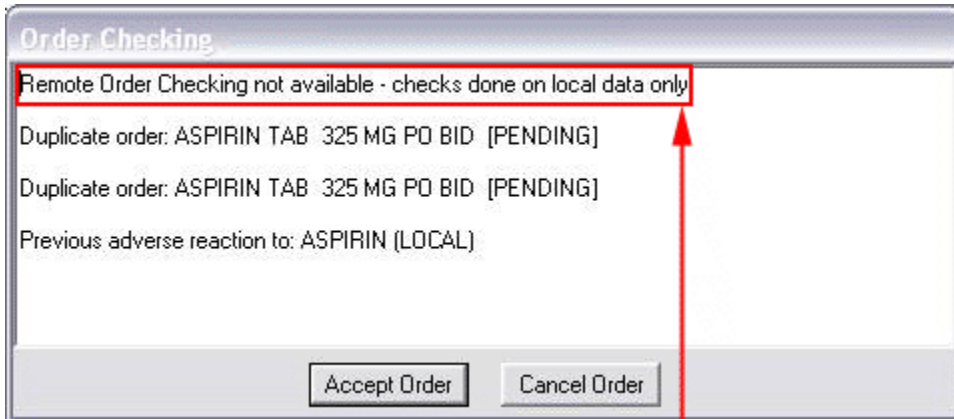 Order Checking
Remote Order Checking not available - checks done on local data only
Duplicate order: ASPIRIN TAB  325 MG PO BID  [PENDING]
Duplicate order: ASPIRIN TAB  325 MG PO BID  [PENDING]
Previous adverse reaction to: ASPIRIN (LOCAL)
Accept Order
Cancel Order